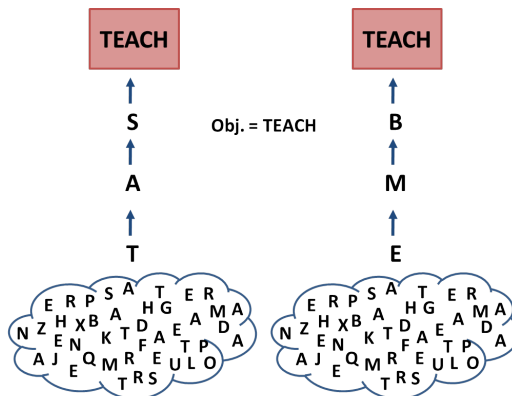 TEACH TEACH
S Obj. = TEACH B
A M
T E
E R P S A T G E R M A
N Z H X B A H G E A M A
A J E N K T D F A E A D A
E Q M R F E U L O T P
T R S
E R P S A T G E R M A
N Z H X B A H G E A M A
A J E N K T D F A E A D A
E Q M R F E U L O T P
T R S